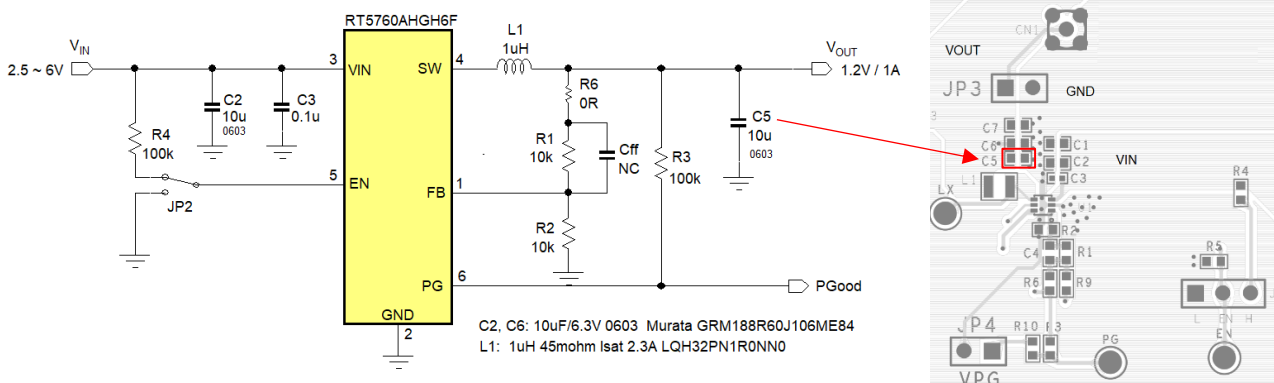 RT5760AHGH6F
VIN
2.5 ~ 6V
C2
10u
0603
C3
0.1u
R4
100k
JP2
3
VIN
5
EN
SW
4
FB
1
PG
6
GND
2
L1
1uH
R6
0R
R1
10k
Cff
NC
R2
10k
R3
100k
C5
10u
0603
VOUT
1.2V / 1A
PGood
C2, C6: 10uF/6.3V 0603 Murata GRM188R60J106ME84
L1: 1uH 45mohm Isat 2.3A LQH32PN1R0NN0
CN1
VOUT
JP3
GND
C7
C6
C1
C5
C2
VIN
C3
L1
R4
LX
R2
C4
R1
R5
R6
R9
L EN H
JP4
R10
R3
PG
EN
VPG